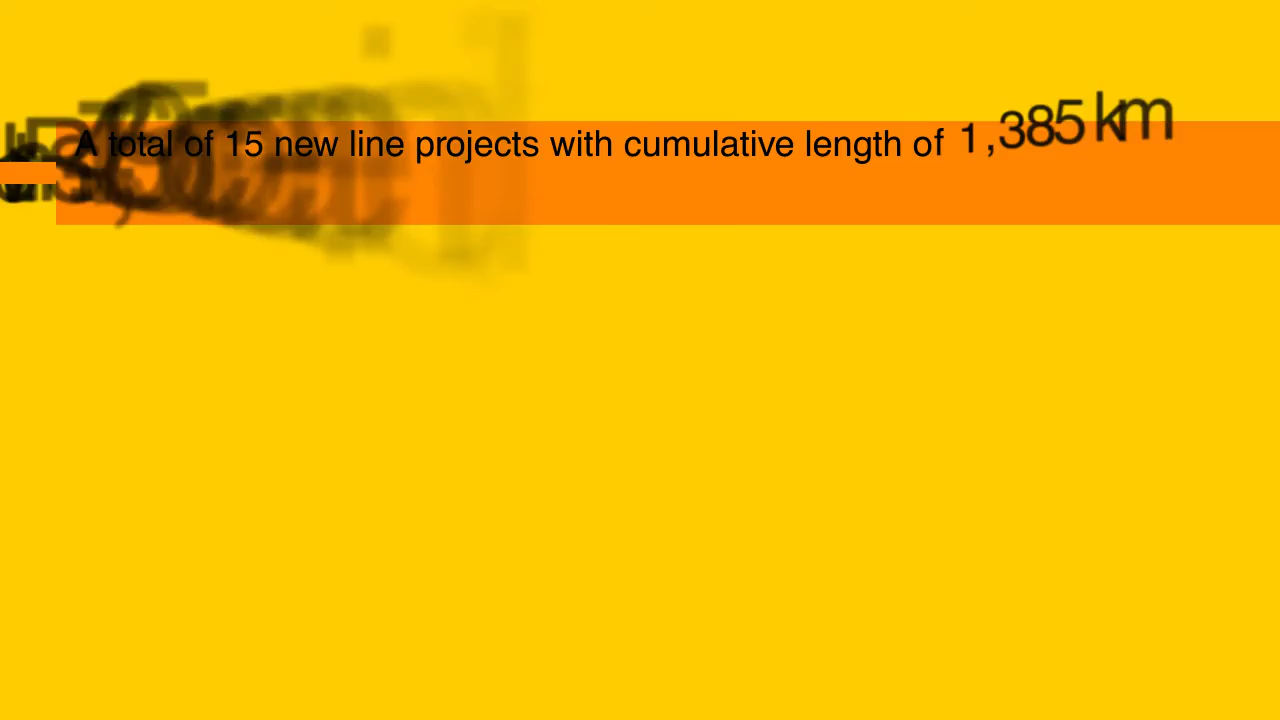 A total of 15 new line projects with cumulative length of 1,385 km